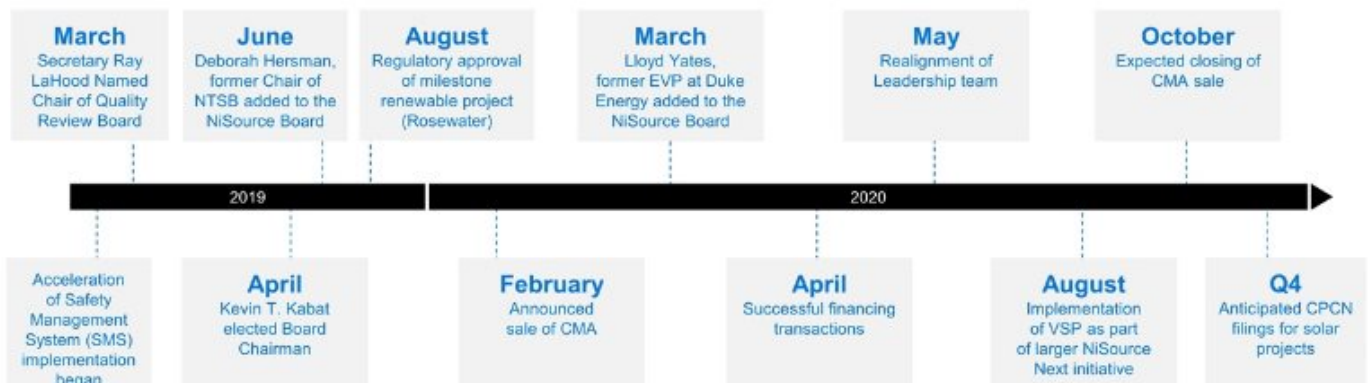 March
Secretary Ray
LaHood Named
Chair of Quality
Review Board
June
Deborah Hersman,
former Chair of
NTSB added to the
NiSource Board
August
Regulatory approval
of milestone
renewable project
(Rosewater)
March
Lloyd Yates,
former EVP at Duke
Energy added to the
NiSource Board
May
Realignment of
Leadership team
October
Expected closing of
CMA sale
2019
2020
Acceleration
of Safety
Management
System (SMS)
implementation
began
April
Kevin T. Kabat
elected Board
Chairman
February
Announced
sale of CMA
April
Successful financing
transactions
August
Implementation
of VSP as part
of larger NiSource
Next initiative
Q4
Anticipated CPCN
filings for solar
projects